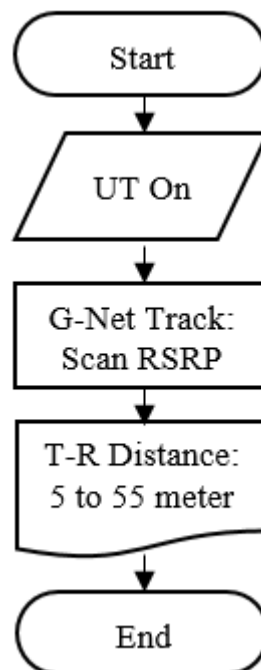 Start
UT On
G-Net Track:
Scan RSRP
T-R Distance:
5 to 55 meter
End